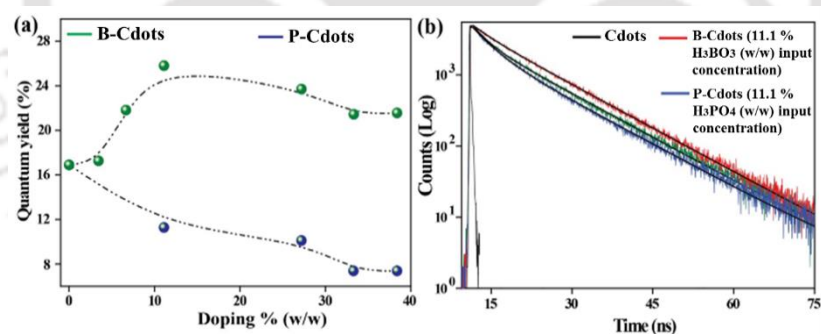 (a)
B-Cdots
P-Cdots
28
24
20
16
12
8
Quantum yield (%)
0
10
20
30
40
Doping % (w/w)
(b)
Cdots
B-Cdots (11.1 %
H₃BO₃ (w/w) input
concentration)
P-Cdots (11.1 %
H₃PO₄ (w/w) input
concentration)
10³
10²
10¹
10⁰
Counts (Log)
15
30
45
60
75
Time (ns)